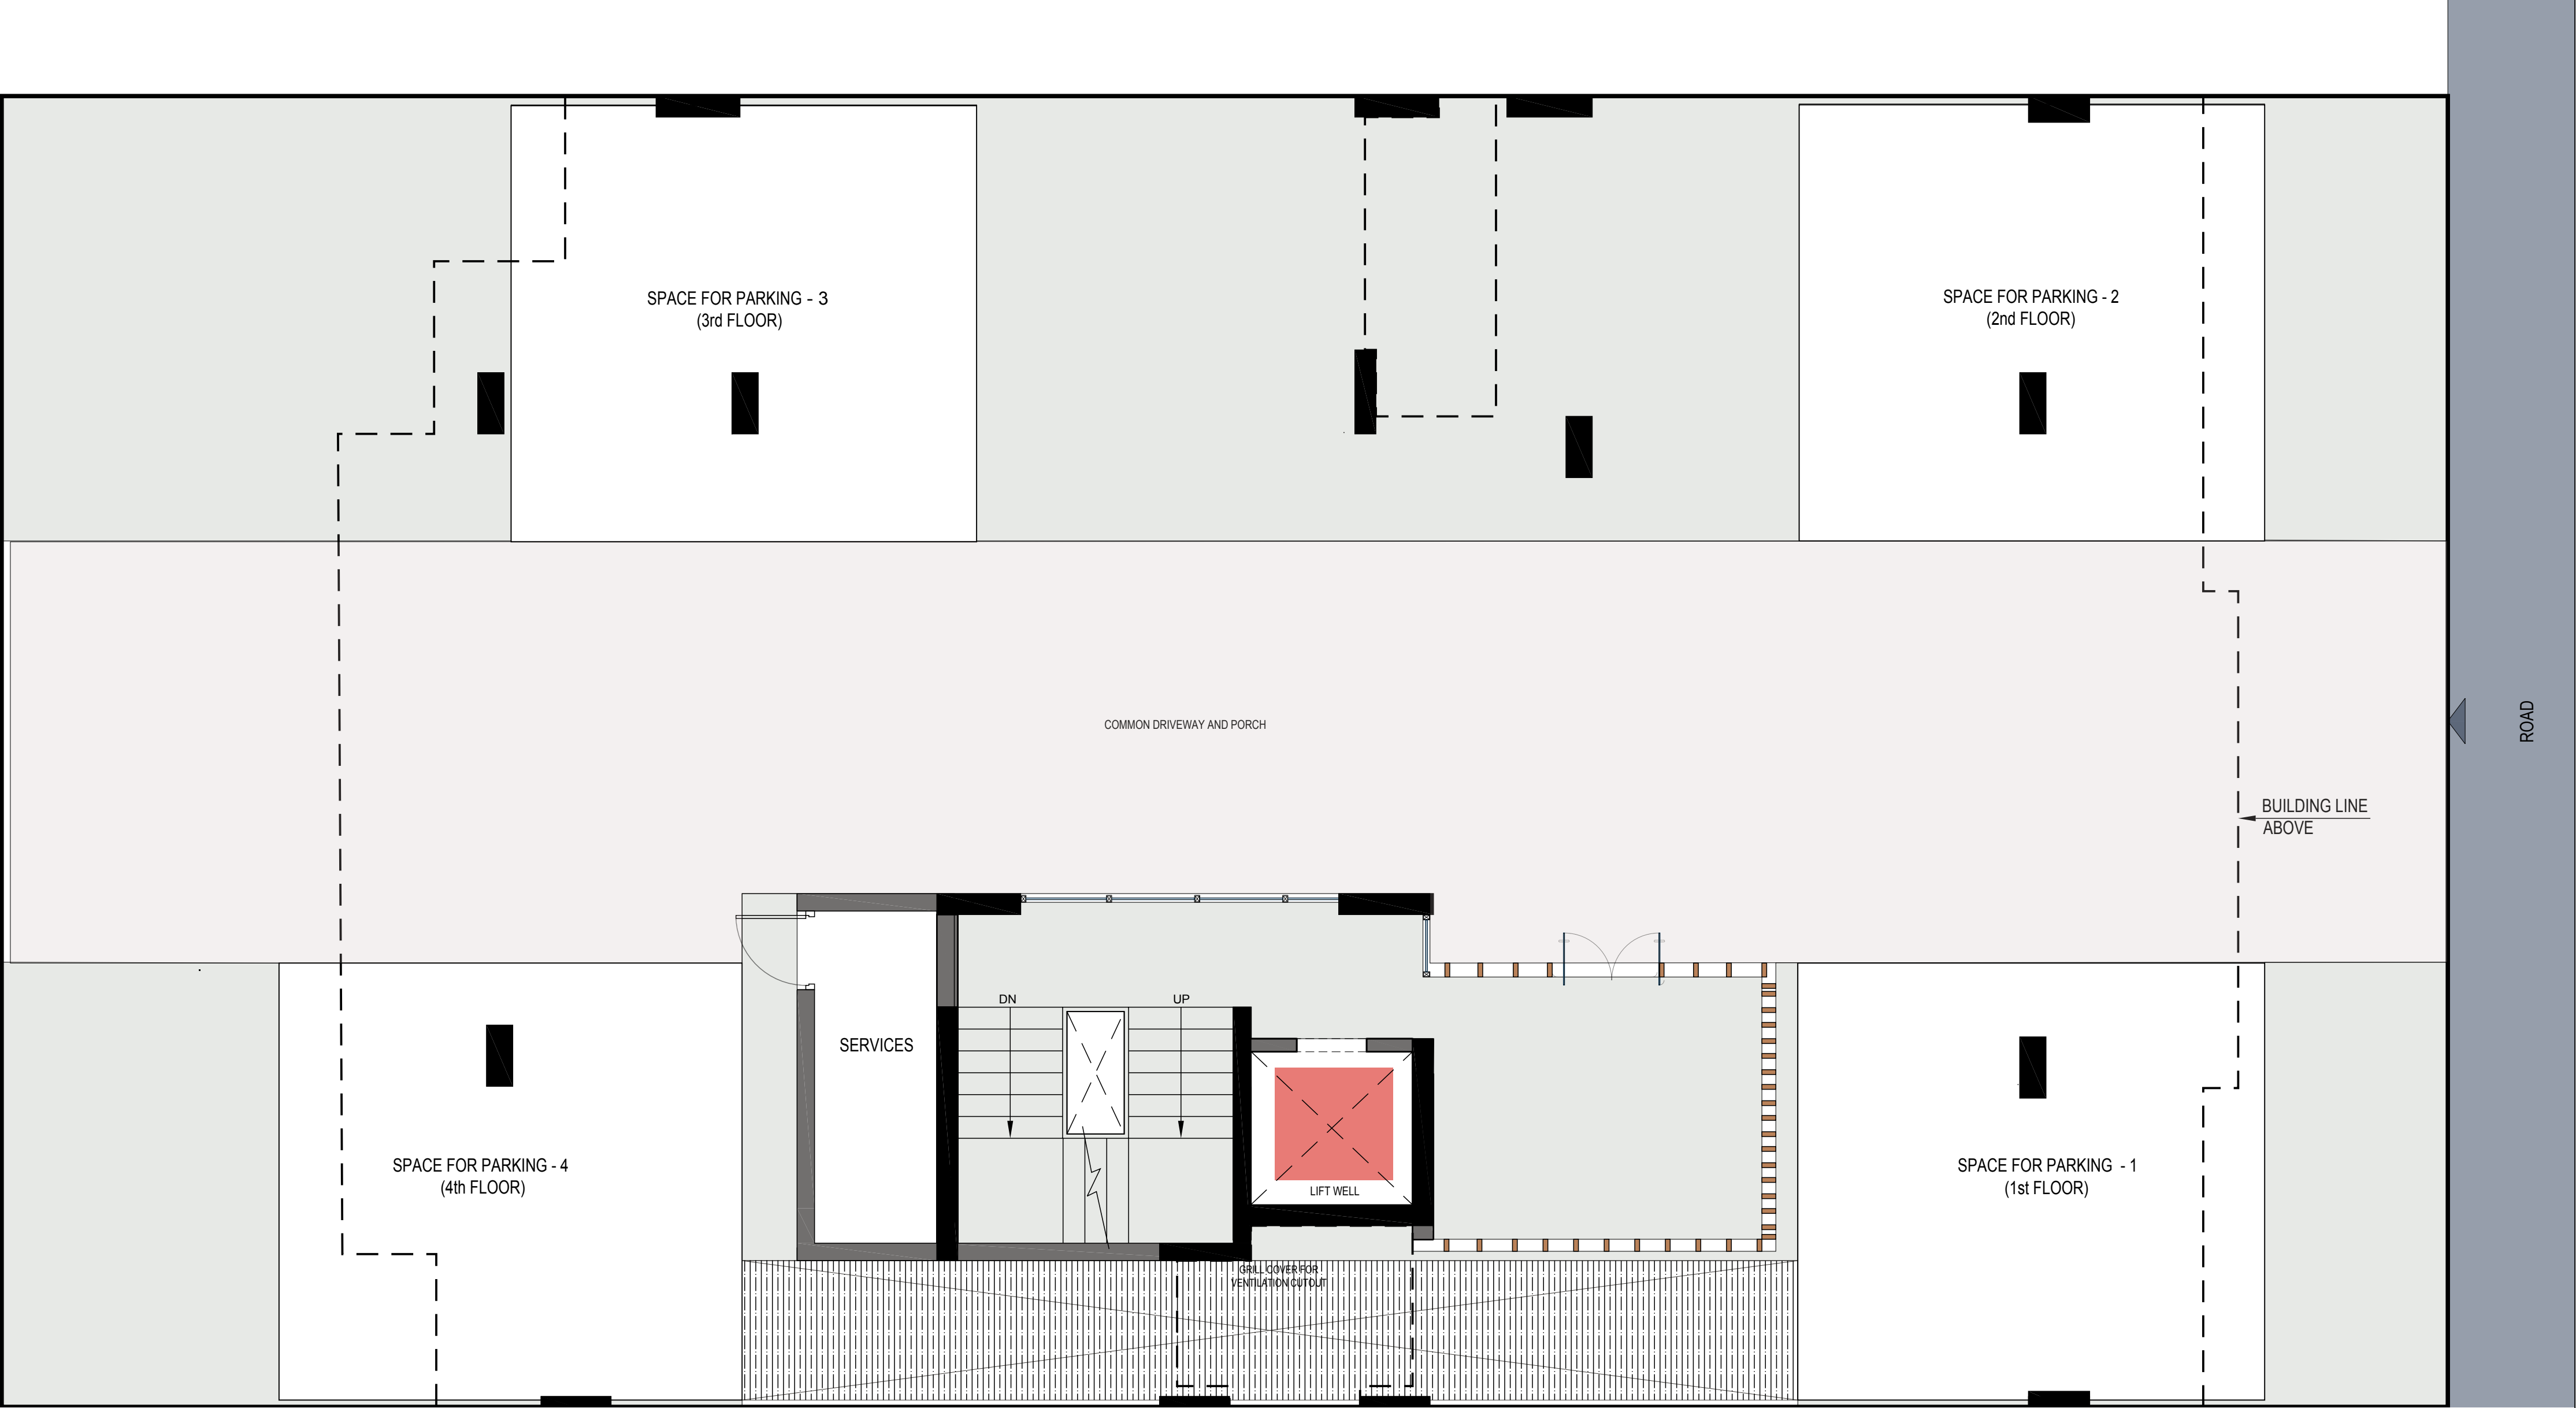 SPACE FOR PARKING - 3
(3rd FLOOR)
SPACE FOR PARKING - 2
(2nd FLOOR)
COMMON DRIVEWAY AND PORCH
ROAD
BUILDING LINE
ABOVE
DN
UP
SERVICES
SPACE FOR PARKING - 4
(4th FLOOR)
LIFT WELL
SPACE FOR PARKING - 1
(1st FLOOR)
GRILL COVER FOR
VENTILATION CUTOUT